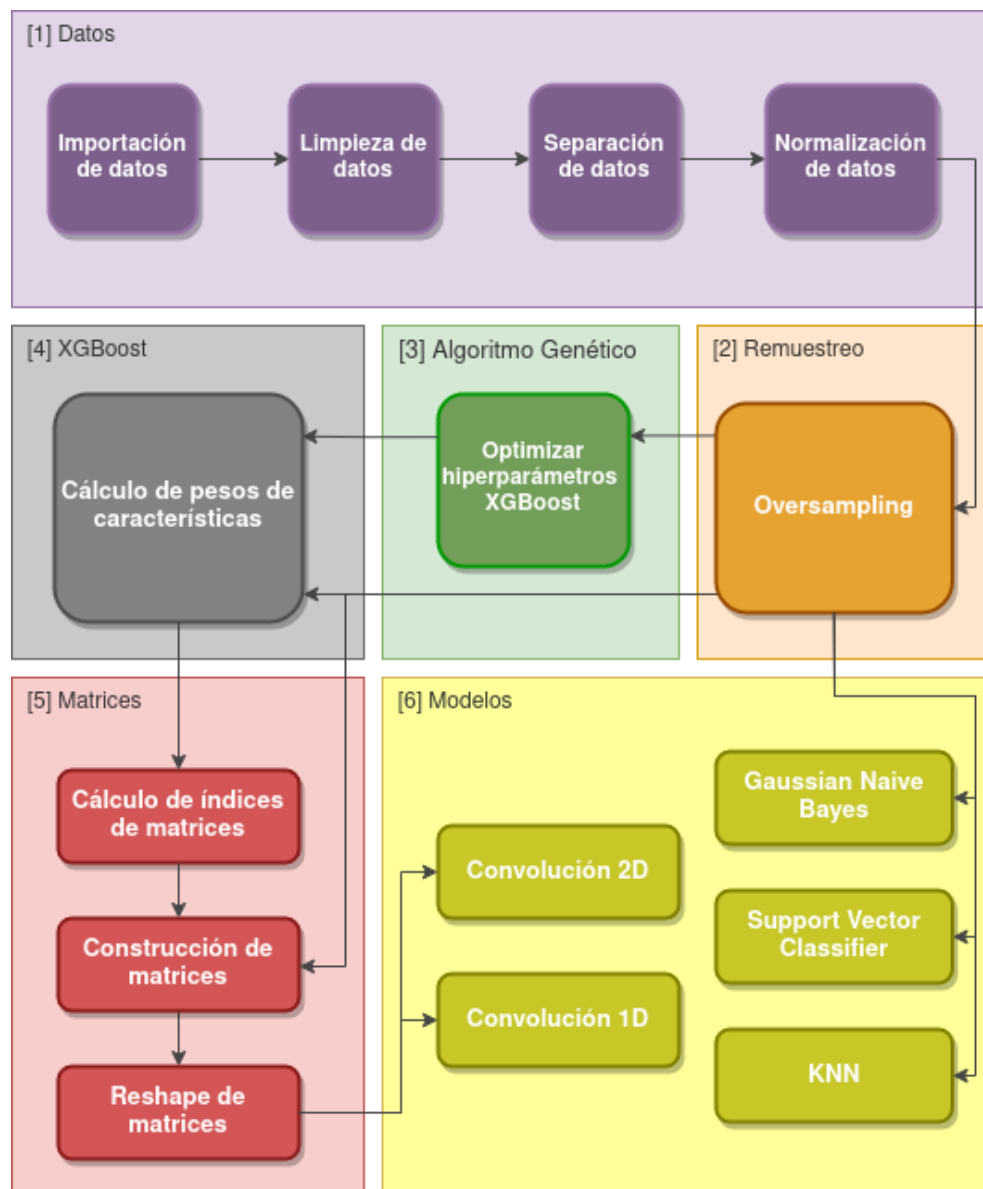 [1] Datos
Importación
de datos
Limpieza de
datos
Separación
de datos
Normalización
de datos
[4] XGBoost
Cálculo de pesos de
características
[3] Algoritmo Genético
Optimizar
hiperparámetros
XGBoost
[2] Remuestreo
Oversampling
[5] Matrices
Cálculo de índices
de matrices
Construcción de
matrices
Reshape de
matrices
[6] Modelos
Convolución 2D
Convolución 1D
Gaussian Naive
Bayes
Support Vector
Classifier
KNN